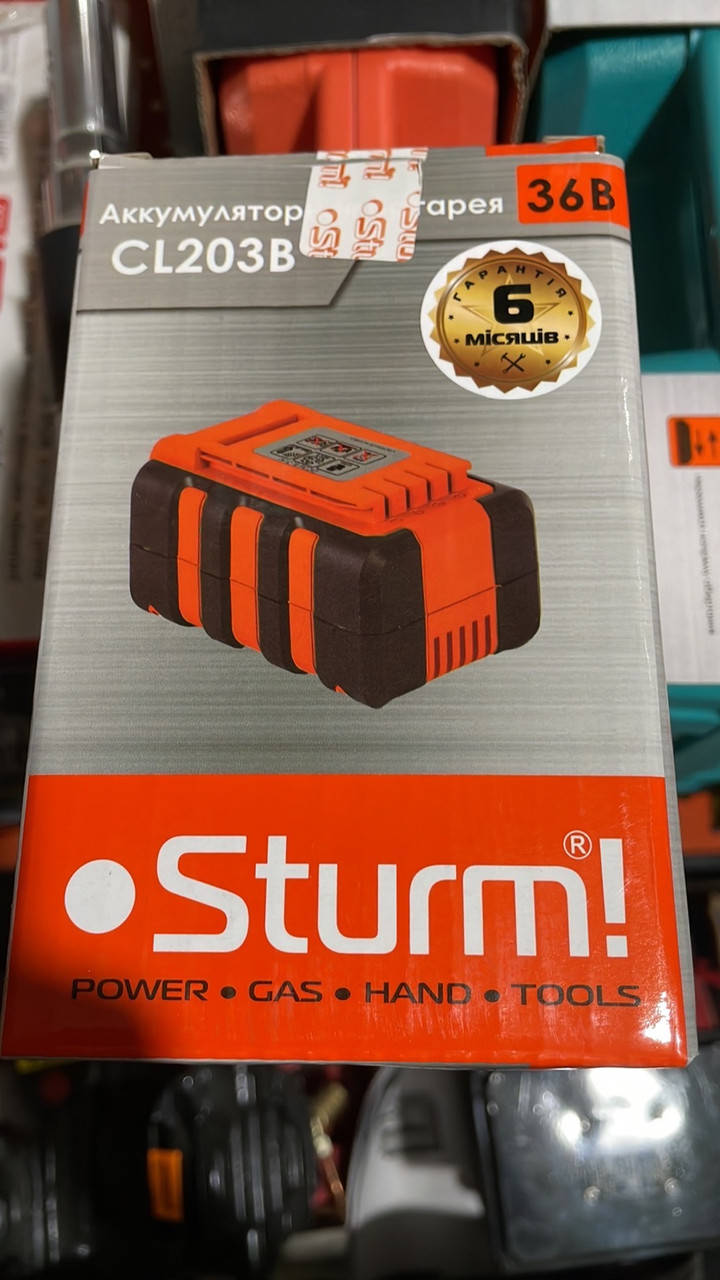 Аккумулятор тарея
36В
CL203B
ГАРАНТІЯ
6
місяців
Sturm!®
POWER • GAS • HAND • TOOLS